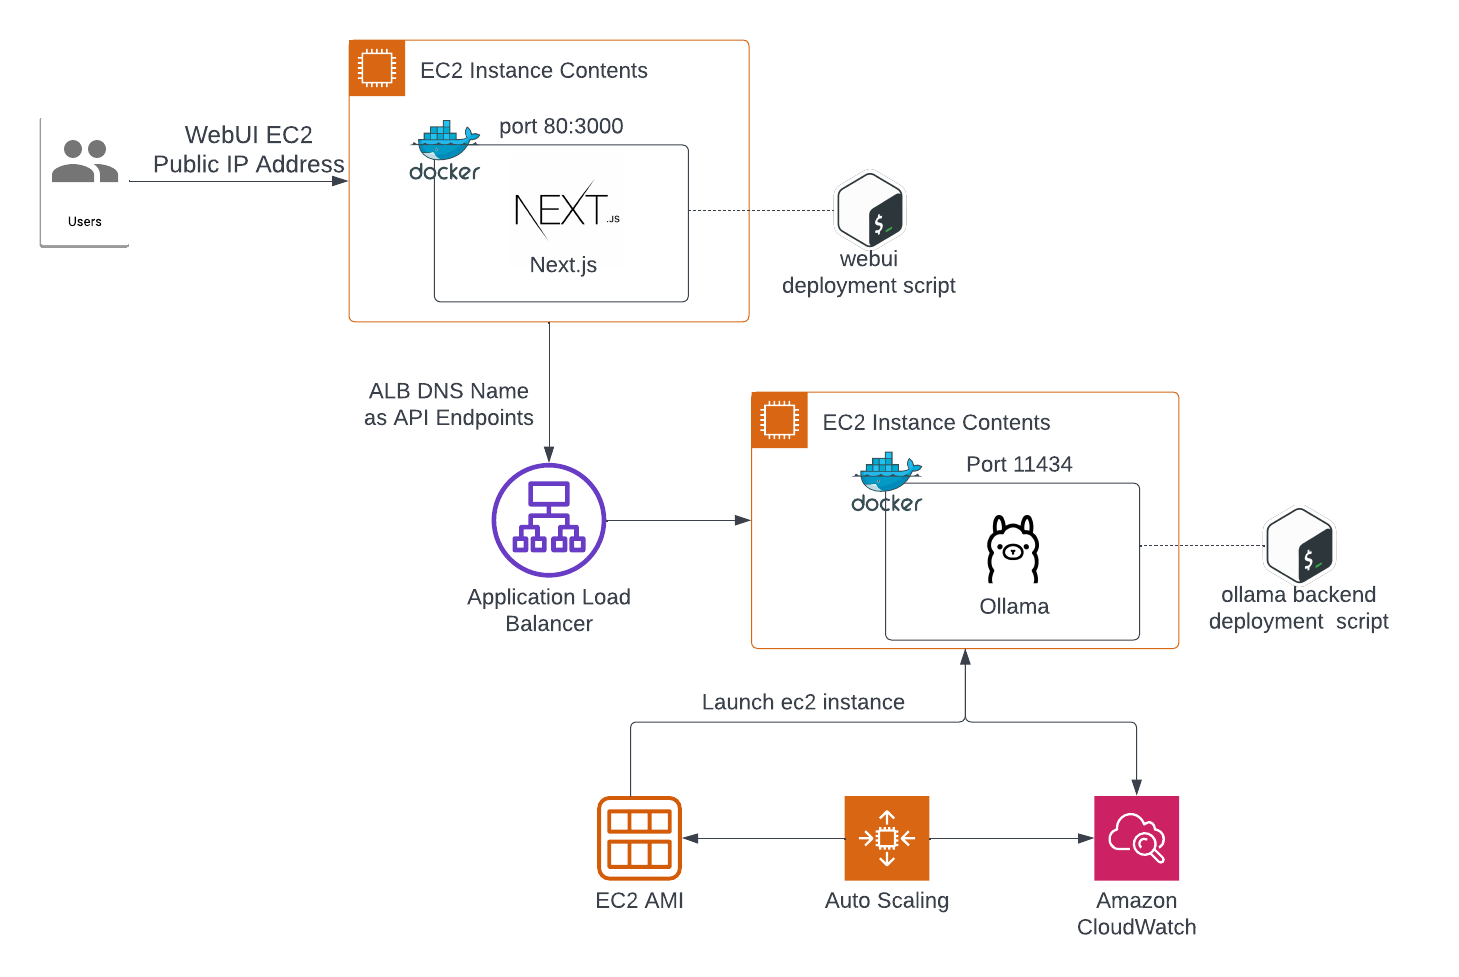 EC2 Instance Contents
port 80:3000
docker
WebUI EC2
Public IP Address
Users
NEXT.JS
Next.js
$_
webui
deployment script
ALB DNS Name
as API Endpoints
EC2 Instance Contents
Port 11434
docker
Application Load
Balancer
Ollama
$_
ollama backend
deployment  script
Launch ec2 instance
EC2 AMI
Auto Scaling
Amazon
CloudWatch